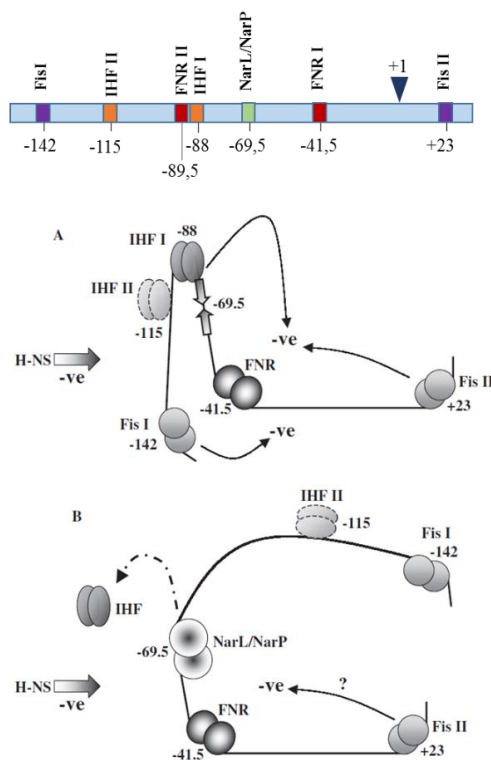 FisI IHF II FNR II IHF I NarL/NarP FNR I +1 Fis II
-142 -115 -88 -69,5 -41,5 +23
-89,5
A
-88
IHF I
IHF II
-69.5
-115
-ve
H-NS
-ve
FNR
Fis II
-41.5
+23
Fis I
-142
-ve
IHF II
B
-115
Fis I
-142
IHF
NarL/NarP
-69.5
H-NS
-ve
-ve
?
FNR
Fis II
-41.5
+23